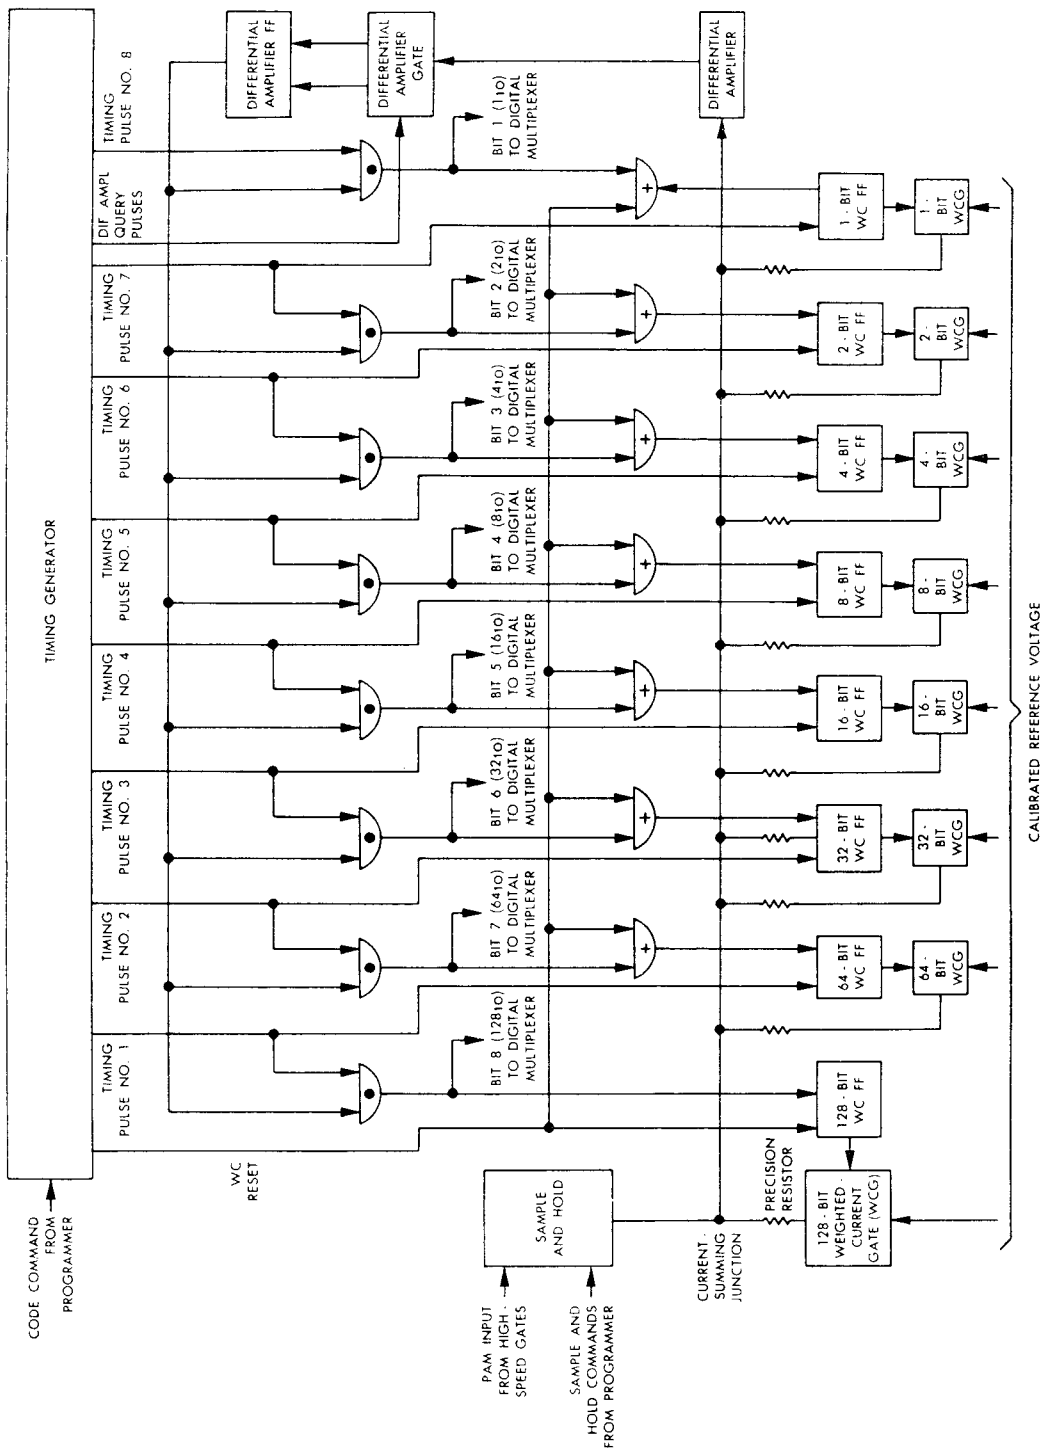 TIMING GENERATOR
CODE COMMAND
FROM
PROGRAMMER
WC
RESET
TIMING
PULSE NO. 1
TIMING
PULSE NO. 2
TIMING
PULSE NO. 3
TIMING
PULSE NO. 4
TIMING
PULSE NO. 5
TIMING
PULSE NO. 6
TIMING
PULSE NO. 7
DIF AMPL
QUERY
PULSES
TIMING
PULSE NO. 8
DIFFERENTIAL
AMPLIFIER FF
DIFFERENTIAL
AMPLIFIER
GATE
DIFFERENTIAL
AMPLIFIER
BIT 8 (128₁₀)
TO DIGITAL
MULTIPLEXER
BIT 7 (64₁₀)
TO DIGITAL
MULTIPLEXER
BIT 6 (32₁₀)
TO DIGITAL
MULTIPLEXER
BIT 5 (16₁₀)
TO DIGITAL
MULTIPLEXER
BIT 4 (8₁₀)
TO DIGITAL
MULTIPLEXER
BIT 3 (4₁₀)
TO DIGITAL
MULTIPLEXER
BIT 2 (2₁₀)
TO DIGITAL
MULTIPLEXER
BIT 1 (1₁₀)
TO DIGITAL
MULTIPLEXER
+
+
+
+
+
+
+
PAM INPUT
FROM HIGH-
SPEED GATES
SAMPLE AND
HOLD COMMANDS
FROM PROGRAMMER
SAMPLE
AND HOLD
CURRENT-
SUMMING
JUNCTION
PRECISION
RESISTOR
128-BIT
WEIGHTED-
CURRENT
GATE (WCG)
128-BIT
WC FF
64-BIT
WC FF
32-BIT
WC FF
16-BIT
WC FF
8-BIT
WC FF
4-BIT
WC FF
2-BIT
WC FF
1-BIT
WC FF
64-
BIT
WCG
32-
BIT
WCG
16-
BIT
WCG
8-
BIT
WCG
4-
BIT
WCG
2-
BIT
WCG
1-
BIT
WCG
CALIBRATED REFERENCE VOLTAGE